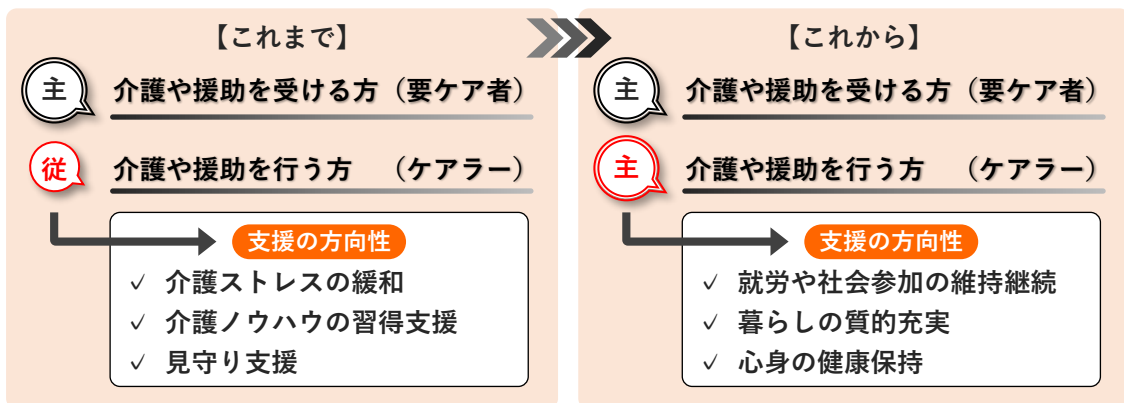 【これまで】
主 介護や援助を受ける方（要ケア者）
従 介護や援助を行う方 （ケアラー）
支援の方向性
✓ 介護ストレスの緩和
✓ 介護ノウハウの習得支援
✓ 見守り支援
【これから】
主 介護や援助を受ける方（要ケア者）
主 介護や援助を行う方 （ケアラー）
支援の方向性
✓ 就労や社会参加の維持継続
✓ 暮らしの質的充実
✓ 心身の健康保持